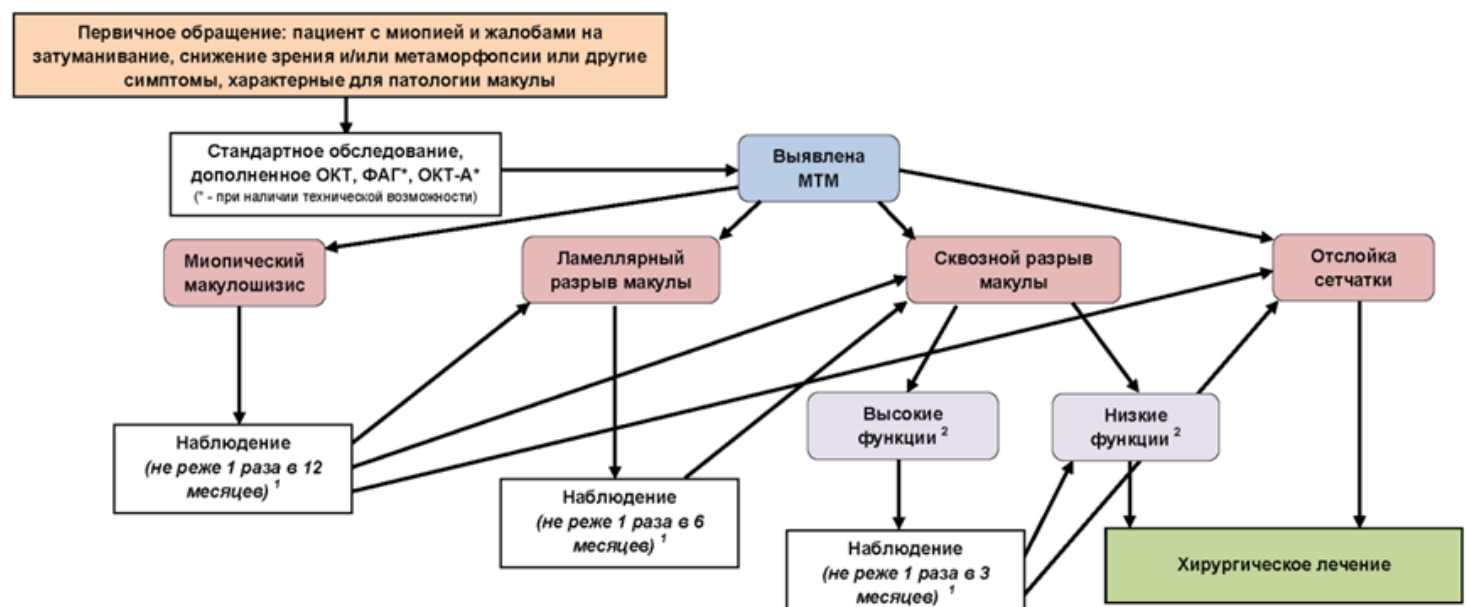 Первичное обращение: пациент с миопией и жалобами на
затуманивание, снижение зрения и/или метаморфопсии или другие
симптомы, характерные для патологии макулы
Стандартное обследование,
дополненное ОКТ, ФАГ*, ОКТ-А*
(* - при наличии технической возможности)
Выявлена
МТМ
Миопический
макулошизис
Ламеллярный
разрыв макулы
Сквозной разрыв
макулы
Отслойка
сетчатки
Высокие
функции 2
Низкие
функции 2
Наблюдение
(не реже 1 раза в 12
месяцев) 1
Наблюдение
(не реже 1 раза в 6
месяцев) 1
Наблюдение
(не реже 1 раза в 3
месяцев) 1
Хирургическое лечение